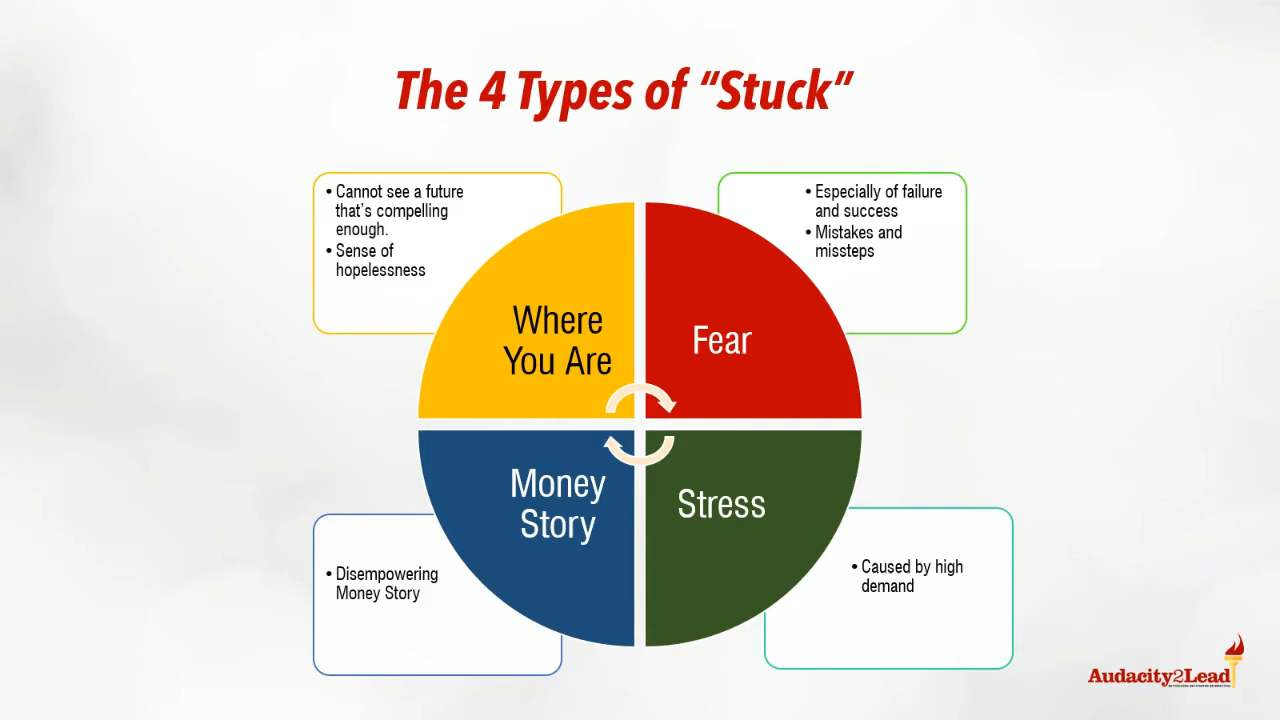 The 4 Types of “Stuck”
• Cannot see a future
that’s compelling
enough.
• Sense of
hopelessness
Where
You Are
• Especially of failure
and success
• Mistakes and
missteps
Fear
Money
Story
• Disempowering
Money Story
Stress
• Caused by high
demand
Audacity2Lead